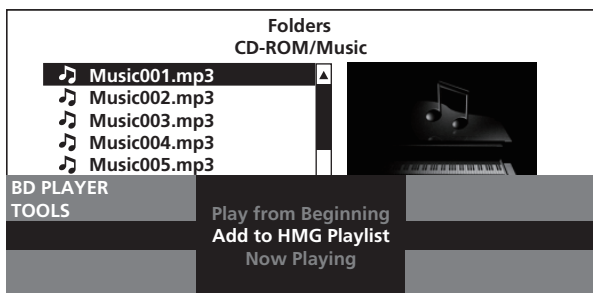 Folders
CD-ROM/Music
Music001.mp3
Music002.mp3
Music003.mp3
Music004.mp3
Music005.mp3
BD PLAYER
TOOLS
Play from Beginning
Add to HMG Playlist
Now Playing